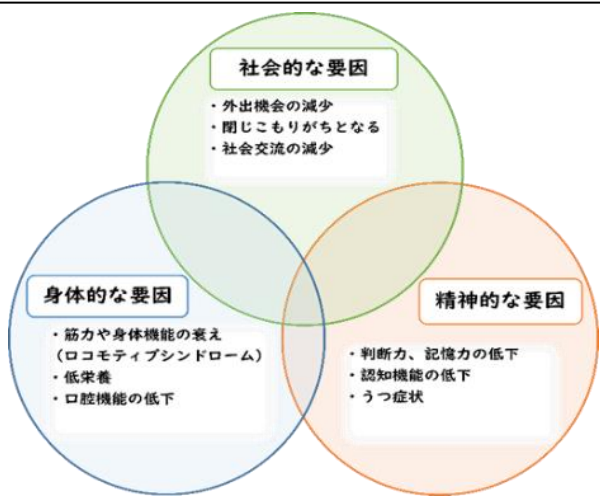 社会的な要因
・外出機会の減少
・閉じこもりがちとなる
・社会交流の減少
身体的な要因
・筋力や身体機能の衰え
（ロコモティブシンドローム）
・低栄養
・口腔機能の低下
精神的な要因
・判断力、記憶力の低下
・認知機能の低下
・うつ症状